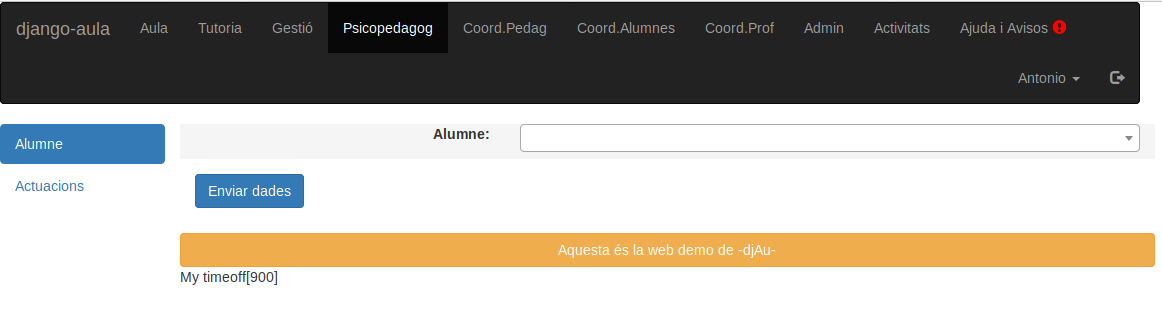 django-aula Aula Tutoria Gestió Psicopedagog Coord.Pedag Coord.Alumnes Coord.Prof Admin Activitats Ajuda i Avisos
Antonio
Alumne
Alumne:
Actuacions
Enviar dades
Aquesta és la web demo de -djAu-
My timeoff[900]